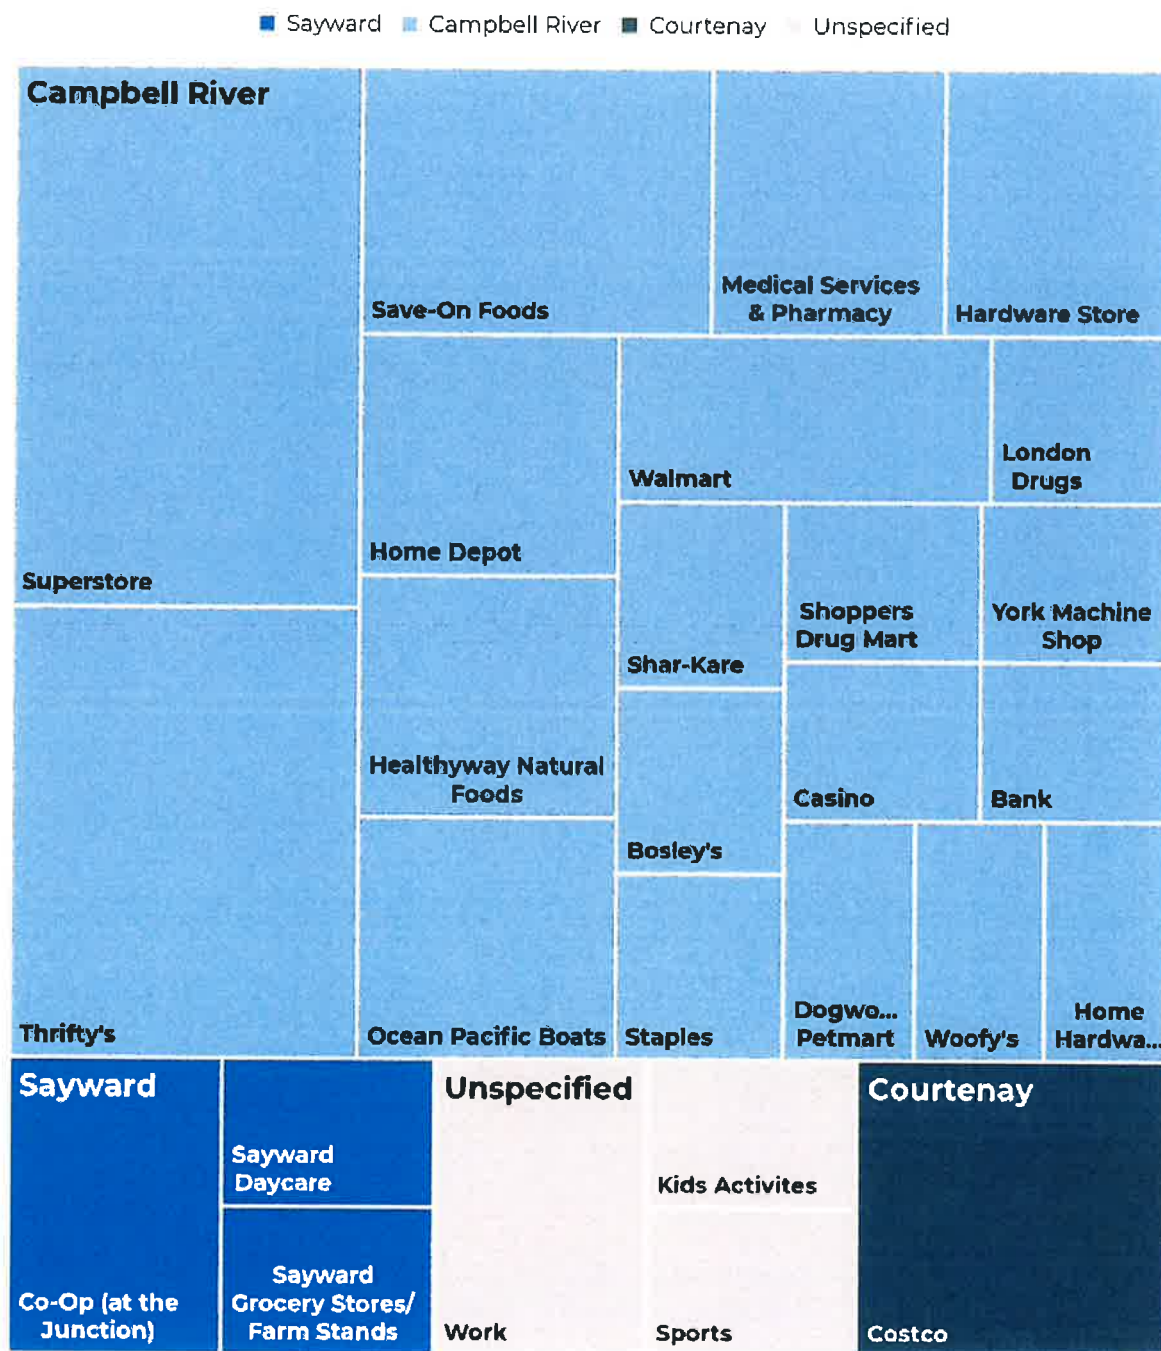 Sayward Campbell River Courtenay Unspecified
Campbell River
Superstore
Thrifty's
Save-On Foods
Medical Services
& Pharmacy
Hardware Store
Home Depot
Walmart
London
Drugs
Healthyway Natural
Foods
Shar-Kare
Shoppers
Drug Mart
York Machine
Shop
Bosley's
Casino
Bank
Ocean Pacific Boats
Staples
Dogwo...
Petmart
Woofy's
Home
Hardwa...
Sayward
Co-Op (at the
Junction)
Sayward
Daycare
Sayward
Grocery Stores/
Farm Stands
Unspecified
Work
Kids Activites
Sports
Courtenay
Costco